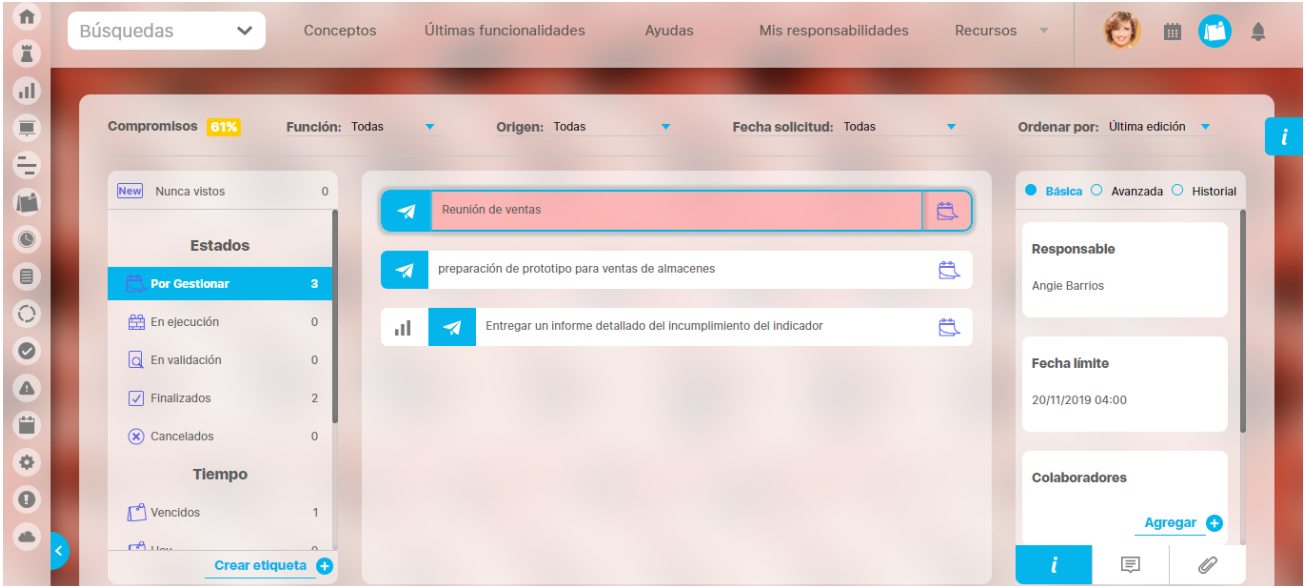 Búsquedas
Conceptos
Últimas funcionalidades
Ayudas
Mis responsabilidades
Recursos
Compromisos 61%
Función: Todas
Origen: Todas
Fecha solicitud: Todas
Ordenar por: Última edición
i
New Nunca vistos 0
Estados
Por Gestionar 3
En ejecución 0
En validación 0
Finalizados 2
Cancelados 0
Tiempo
Vencidos 1
Crear etiqueta
Reunión de ventas
preparación de prototipo para ventas de almacenes
Entregar un informe detallado del incumplimiento del indicador
Básica Avanzada Historial
Responsable
Angie Barrios
Fecha límite
20/11/2019 04:00
Colaboradores
Agregar
i